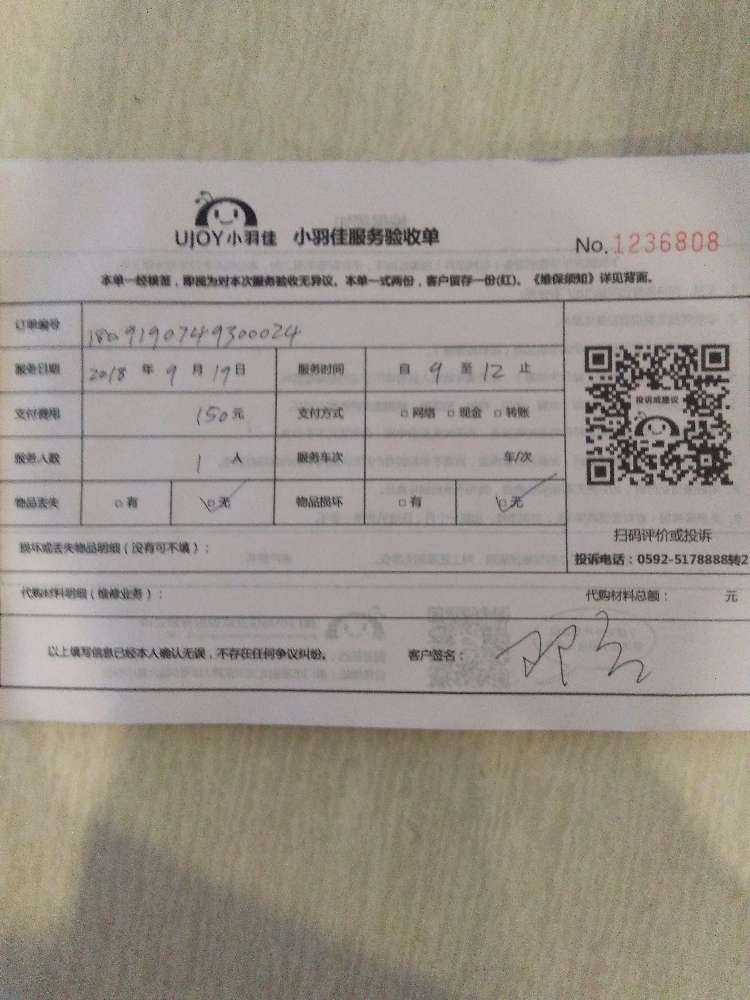 UJOY小羽佳 小羽佳服务验收单 No.1236808
本单一经签签，即视为对本次服务验收无异议。本单一式两份，客户留存一份(红)。《维保须知》详见背面。
订单编号 1809190749300024
服务日期 2018 年 9 月 19 日 服务时间 自 9 至 12 止
支付费用 150 元 支付方式 □ 网络 □ 现金 □ 转账
投诉或建议
服务人数 1 人 服务车次 车/次
物品丢失 □ 有 □ 无 物品损坏 □ 有 □ 无
扫码评价或投诉
损坏或丢失物品明细（没有可不填）：
投诉电话：0592-5178888转2
代购材料明细（维修业务）： 代购材料总额： 元
以上填写信息已经本人确认无误，不存在任何争议纠纷。 客户签名：